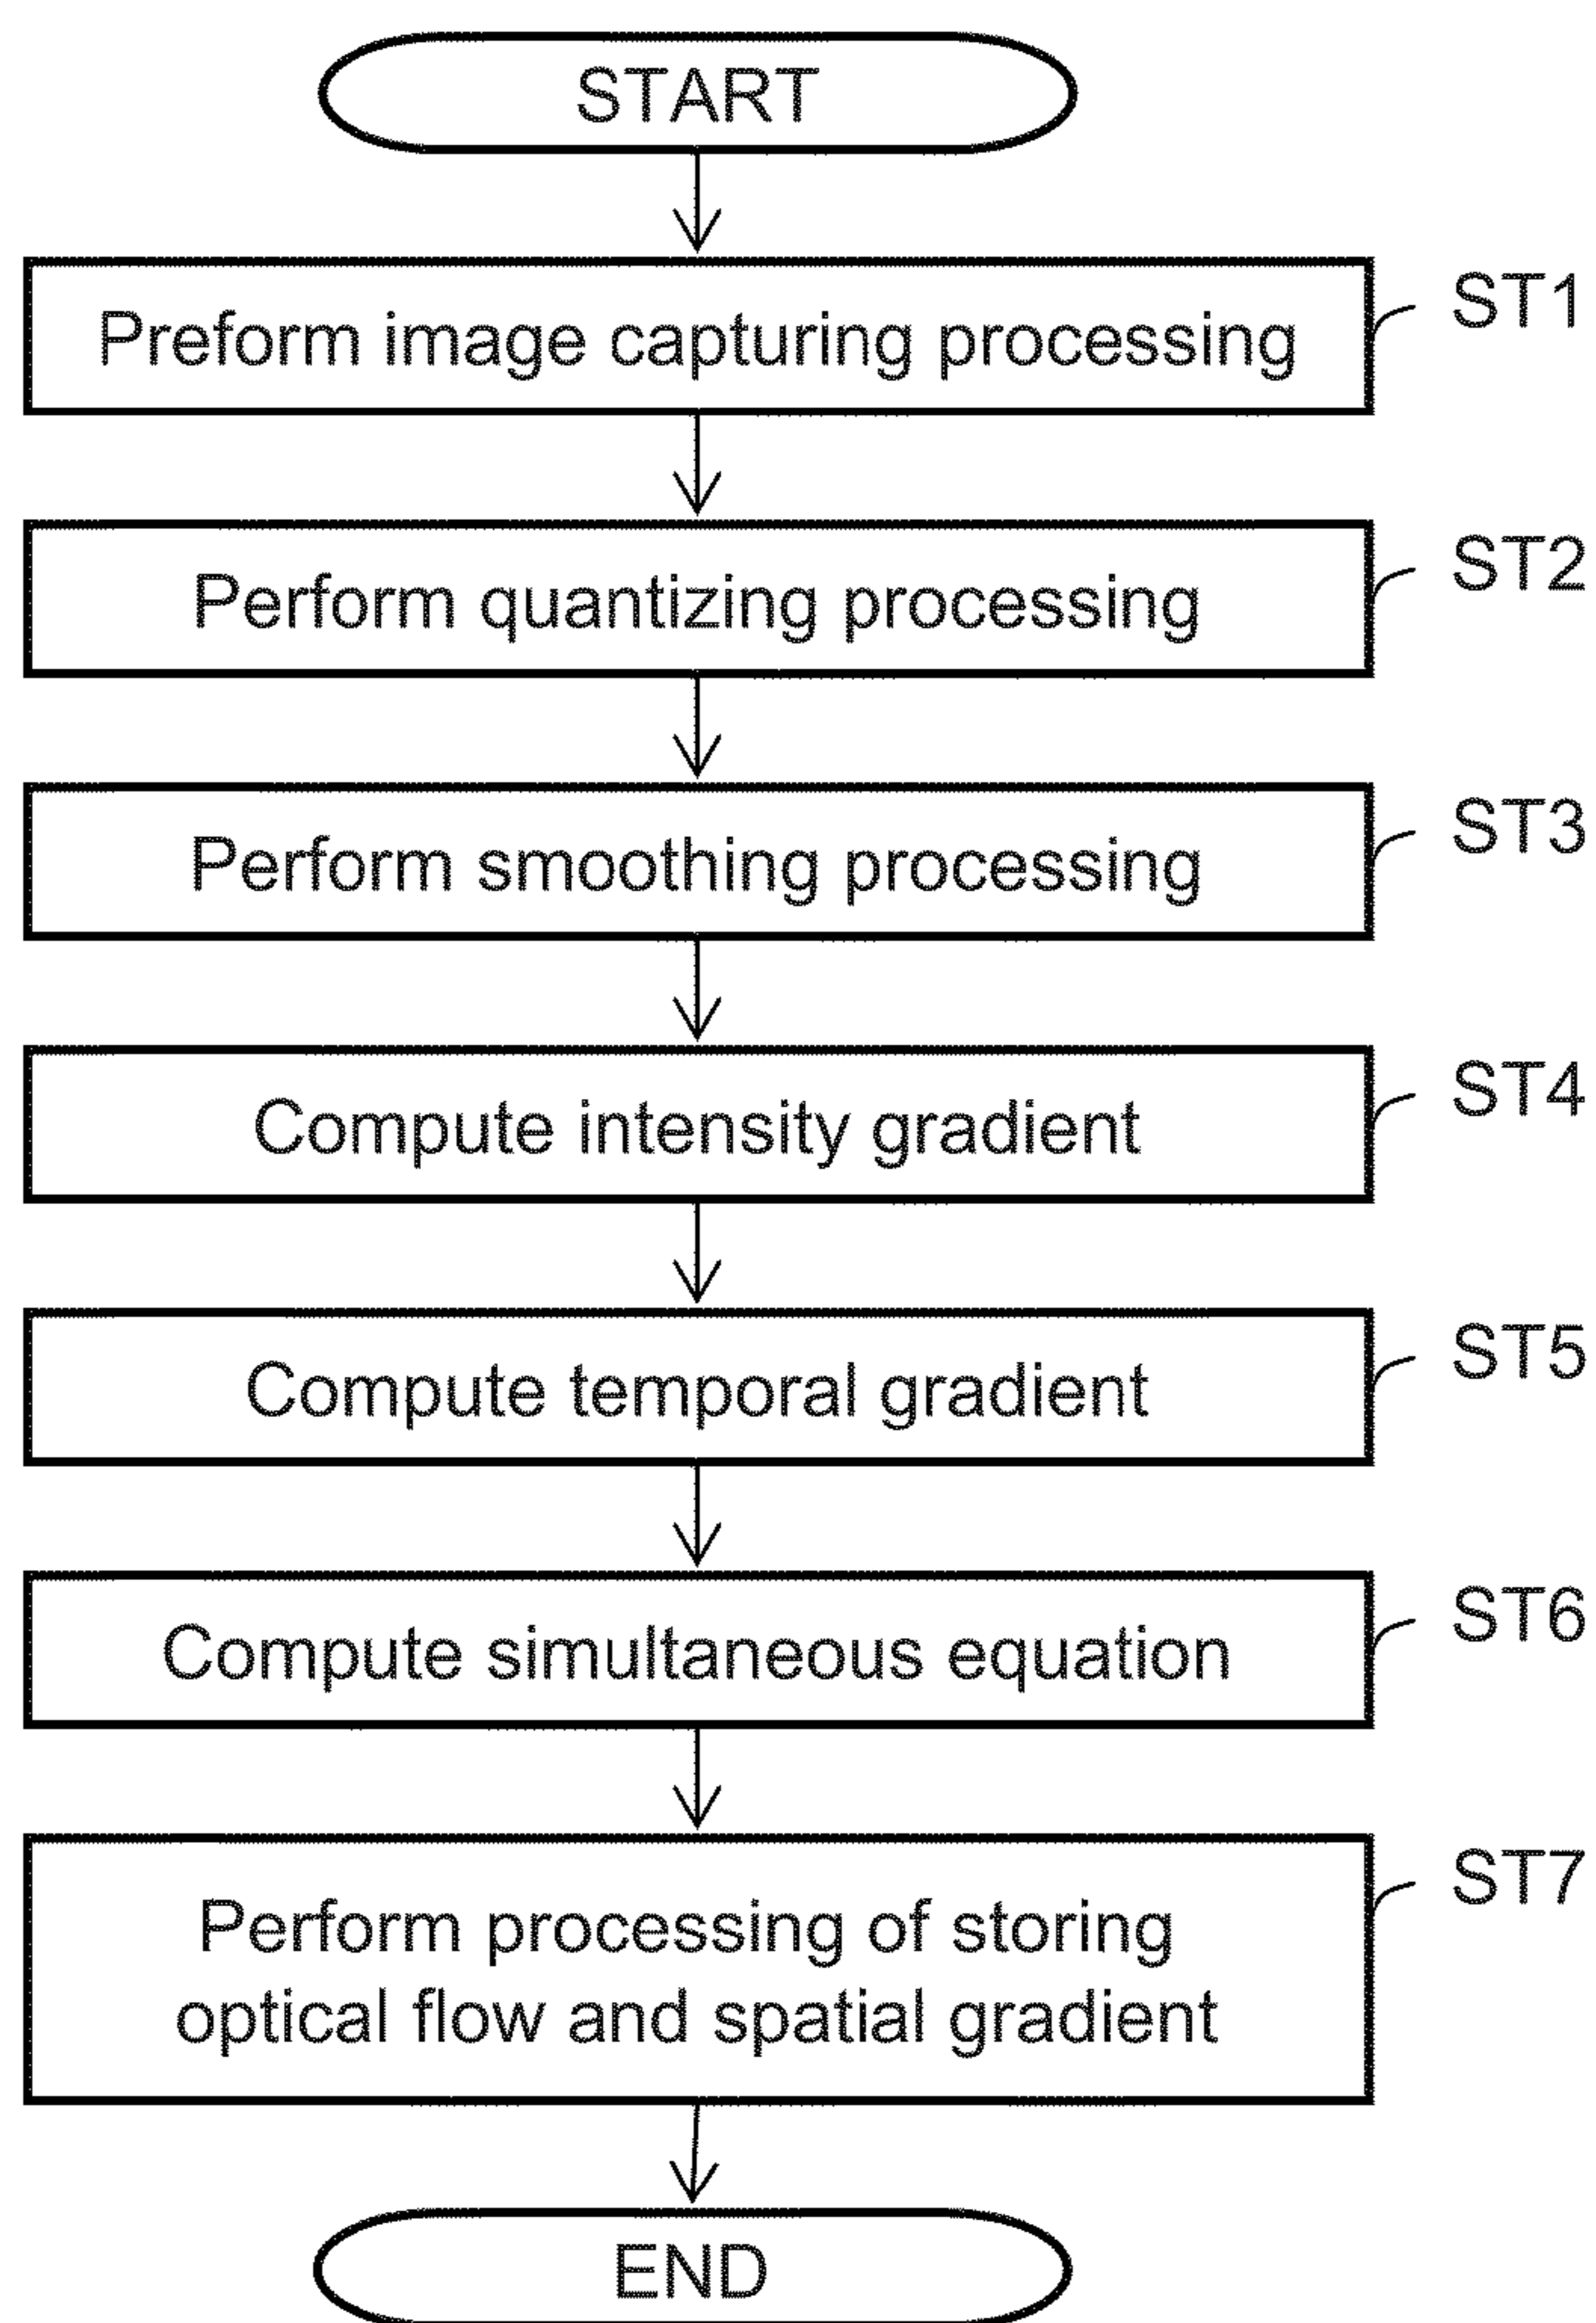 START
Preform image capturing processing
ST1
Perform quantizing processing
ST2
Perform smoothing processing
ST3
Compute intensity gradient
ST4
Compute temporal gradient
ST5
Compute simultaneous equation
ST6
Perform processing of storing
optical flow and spatial gradient
ST7
END